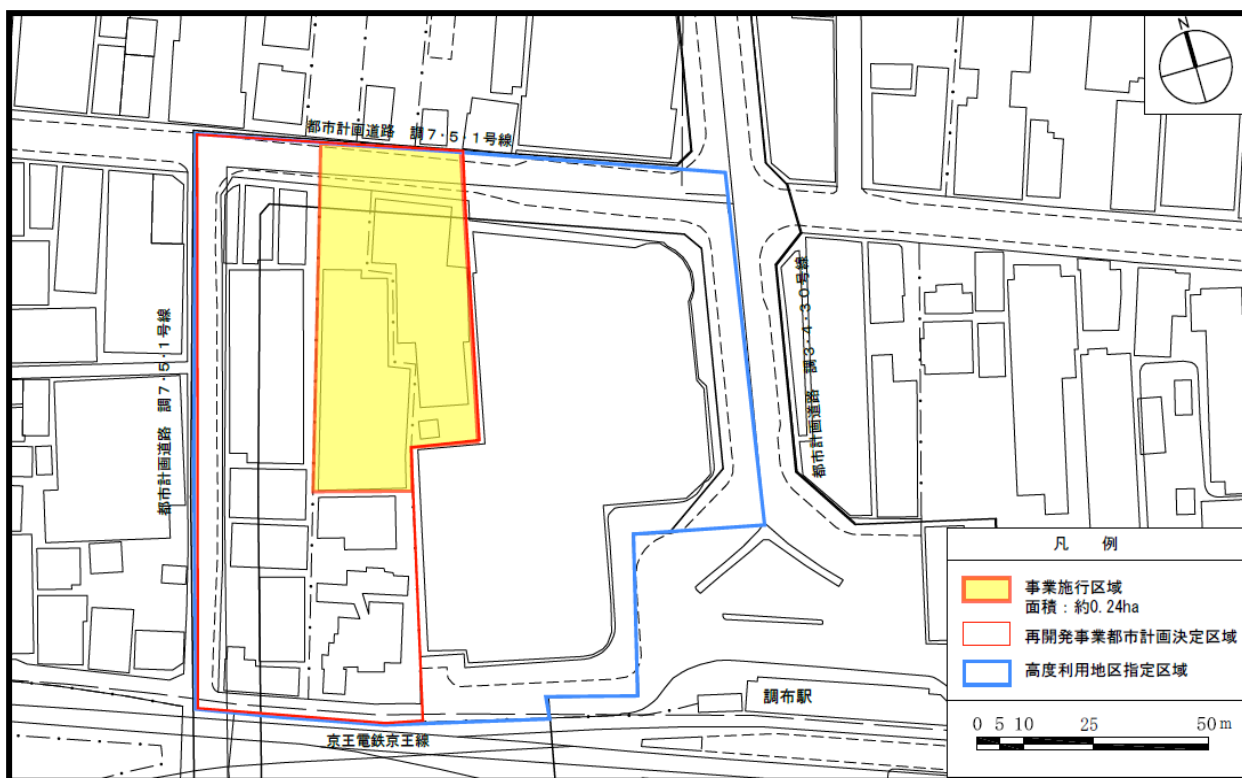 N
都市計画道路 調7・5・1号線
都市計画道路 調7・5・1号線
都市計画道路 調3・4・30号線
調布駅
京王電鉄京王線
凡 例
事業施行区域
面積：約0.24ha
再開発事業都市計画決定区域
高度利用地区指定区域
0 5 10 25 50m